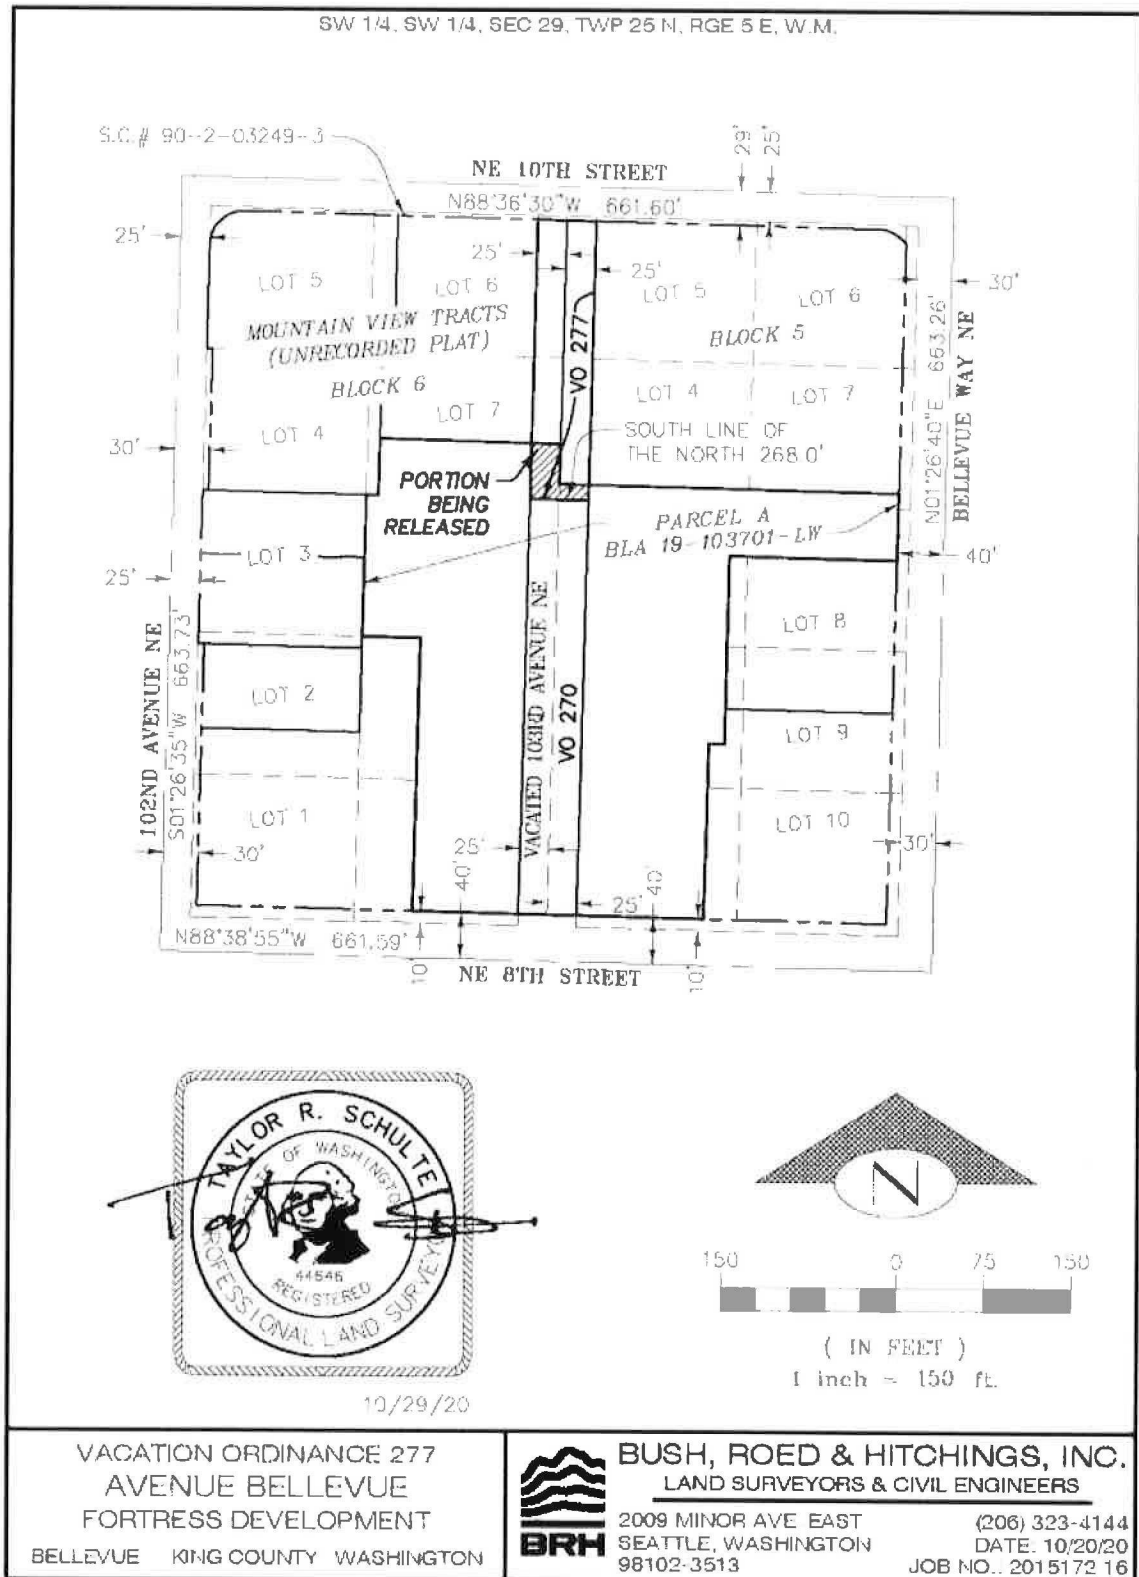 SW 1/4, SW 1/4, SEC 29, TWP 25 N, RGE 5 E, W.M.
S.C.# 90-2-03249-3
29'
25'
NE 10TH STREET
N88°36'30"W 661.60'
25'
25'
25'
30'
LOT 5
LOT 6
LOT 5
LOT 6
MOUNTAIN VIEW TRACTS
(UNRECORDED PLAT)
BLOCK 6
VO 277
BLOCK 5
N01°26'40"E 663.26'
BELLEVUE WAY NE
LOT 7
LOT 4
LOT 7
LOT 4
SOUTH LINE OF
THE NORTH 268.0'
30'
PORTION
BEING
RELEASED
PARCEL A
BLA 19-103701-LW
LOT 3
40'
25'
102ND AVENUE NE
S01°26'35"W 663.73'
VACATED 103RD AVENUE NE
VO 270
LOT 8
LOT 2
LOT 9
LOT 1
LOT 10
30'
25'
40'
25'
40'
30'
N88°38'55"W 661.59'
10'
NE 8TH STREET
10'
TAYLOR R. SCHULTE
STATE OF WASHINGTON
44546
REGISTERED
PROFESSIONAL LAND SURVEYOR
10/29/20
N
150 0 75 150
( IN FEET )
1 inch = 150 ft.
VACATION ORDINANCE 277
AVENUE BELLEVUE
FORTRESS DEVELOPMENT
BELLEVUE KING COUNTY WASHINGTON
BRH
BUSH, ROED & HITCHINGS, INC.
LAND SURVEYORS & CIVIL ENGINEERS
2009 MINOR AVE EAST (206) 323-4144
SEATTLE, WASHINGTON DATE: 10/20/20
98102-3513 JOB NO.: 2015172.16